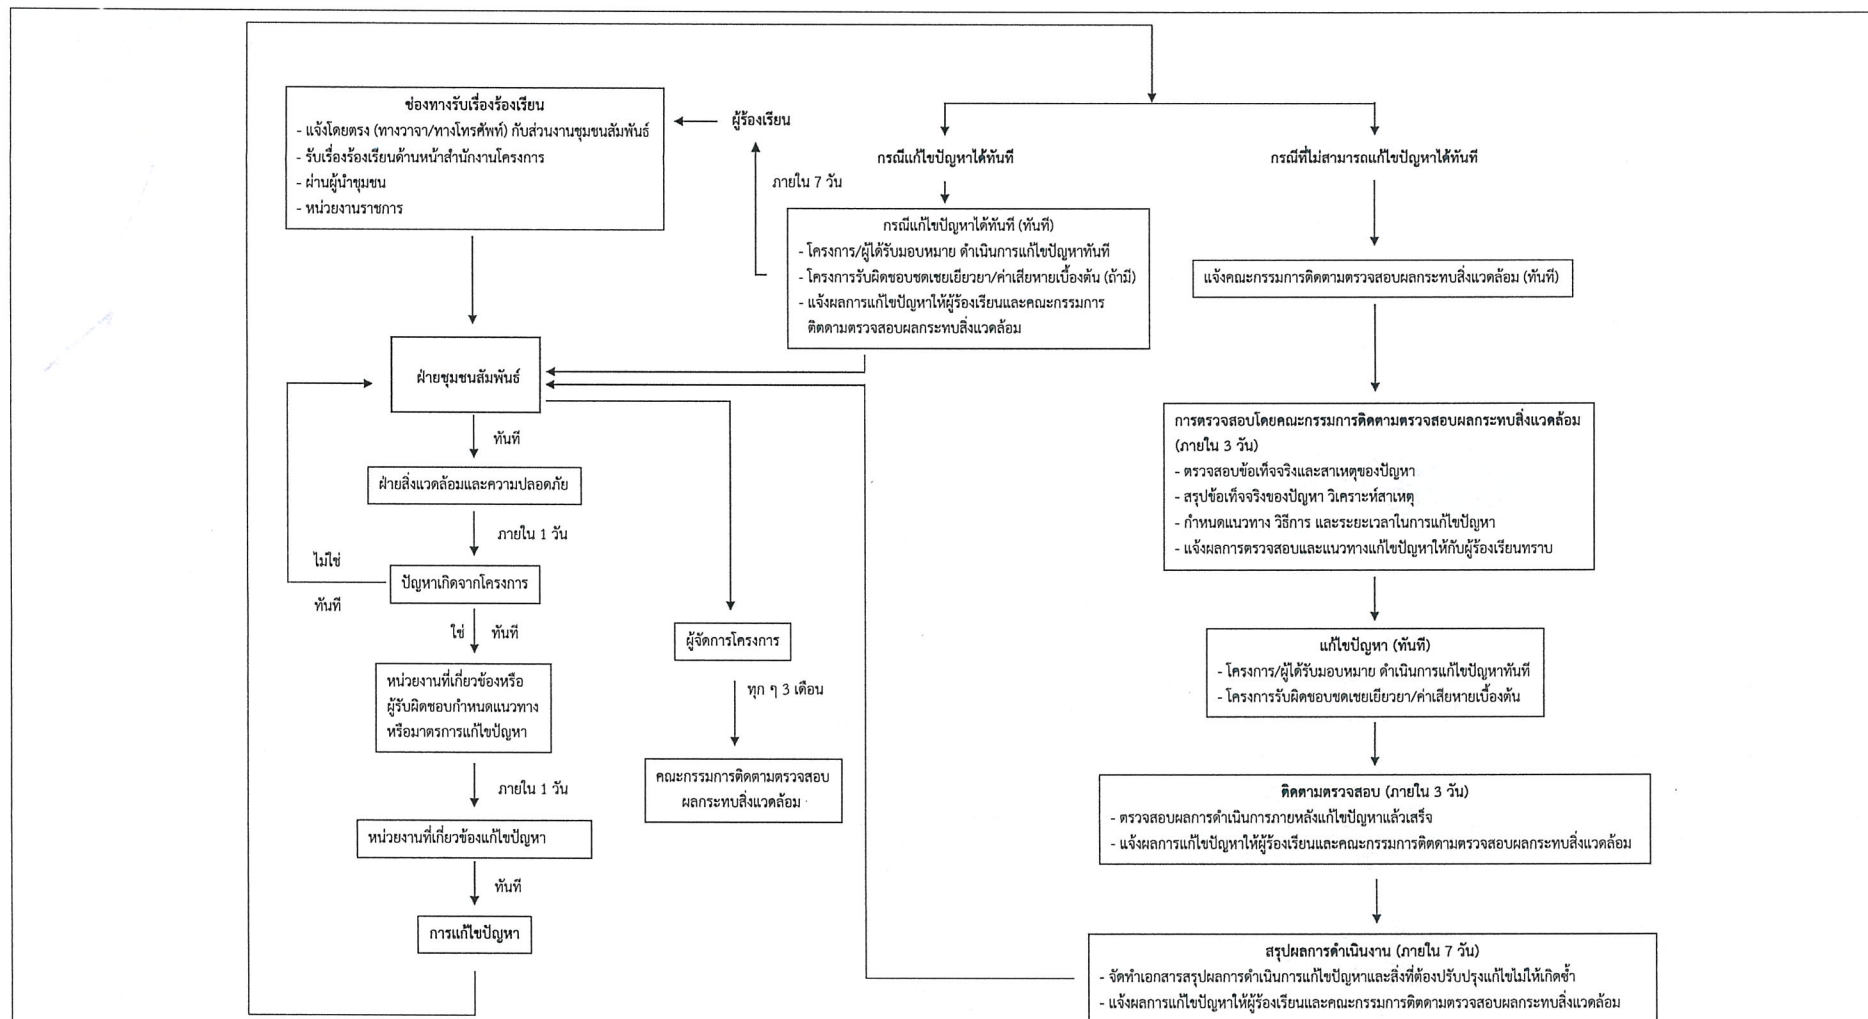 ช่องทางรับเรื่องร้องเรียน
- แจ้งโดยตรง (ทางวาจา/ทางโทรศัพท์) กับส่วนงานชุมชนสัมพันธ์
- รับเรื่องร้องเรียนด้านหน้าสำนักงานโครงการ
- ผ่านผู้นำชุมชน
- หน่วยงานราชการ
ผู้ร้องเรียน
ภายใน 7 วัน
ฝ่ายชุมชนสัมพันธ์
ทันที
ฝ่ายสิ่งแวดล้อมและความปลอดภัย
ภายใน 1 วัน
ปัญหาเกิดจากโครงการ
ไม่ใช่
ทันที
ใช่ ทันที
หน่วยงานที่เกี่ยวข้องหรือ
ผู้รับผิดชอบกำหนดแนวทาง
หรือมาตรการแก้ไขปัญหา
ภายใน 1 วัน
หน่วยงานที่เกี่ยวข้องแก้ไขปัญหา
ทันที
การแก้ไขปัญหา
ผู้จัดการโครงการ
ทุก ๆ 3 เดือน
คณะกรรมการติดตามตรวจสอบ
ผลกระทบสิ่งแวดล้อม
กรณีแก้ไขปัญหาได้ทันที
กรณีแก้ไขปัญหาได้ทันที (ทันที)
- โครงการ/ผู้ได้รับมอบหมาย ดำเนินการแก้ไขปัญหาทันที
- โครงการรับผิดชอบชดเชยเยียวยา/ค่าเสียหายเบื้องต้น (ถ้ามี)
- แจ้งผลการแก้ไขปัญหาให้ผู้ร้องเรียนและคณะกรรมการ
ติดตามตรวจสอบผลกระทบสิ่งแวดล้อม
กรณีที่ไม่สามารถแก้ไขปัญหาได้ทันที
แจ้งคณะกรรมการติดตามตรวจสอบผลกระทบสิ่งแวดล้อม (ทันที)
การตรวจสอบโดยคณะกรรมการติดตามตรวจสอบผลกระทบสิ่งแวดล้อม
(ภายใน 3 วัน)
- ตรวจสอบข้อเท็จจริงและสาเหตุของปัญหา
- สรุปข้อเท็จจริงของปัญหา วิเคราะห์สาเหตุ
- กำหนดแนวทาง วิธีการ และระยะเวลาในการแก้ไขปัญหา
- แจ้งผลการตรวจสอบและแนวทางแก้ไขปัญหาให้กับผู้ร้องเรียนทราบ
แก้ไขปัญหา (ทันที)
- โครงการ/ผู้ได้รับมอบหมาย ดำเนินการแก้ไขปัญหาทันที
- โครงการรับผิดชอบชดเชยเยียวยา/ค่าเสียหายเบื้องต้น
ติดตามตรวจสอบ (ภายใน 3 วัน)
- ตรวจสอบผลการดำเนินการภายหลังแก้ไขปัญหาแล้วเสร็จ
- แจ้งผลการแก้ไขปัญหาให้ผู้ร้องเรียนและคณะกรรมการติดตามตรวจสอบผลกระทบสิ่งแวดล้อม
สรุปผลการดำเนินงาน (ภายใน 7 วัน)
- จัดทำเอกสารสรุปผลการดำเนินการแก้ไขปัญหาและสิ่งที่ต้องปรับปรุงแก้ไขไม่ให้เกิดซ้ำ
- แจ้งผลการแก้ไขปัญหาให้ผู้ร้องเรียนและคณะกรรมการติดตามตรวจสอบผลกระทบสิ่งแวดล้อม